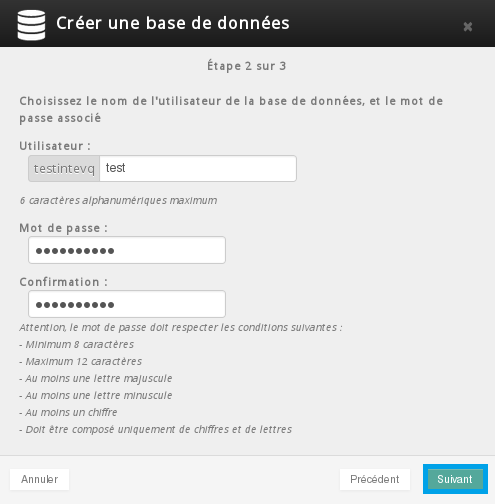 Créer une base de données
Étape 2 sur 3
Choisissez le nom de l'utilisateur de la base de données, et le mot de
passe associé
Utilisateur :
testintevq test
6 caractères alphanumériques maximum
Mot de passe :
●●●●●●●●●●
Confirmation :
●●●●●●●●●●
Attention, le mot de passe doit respecter les conditions suivantes :
- Minimum 8 caractères
- Maximum 12 caractères
- Au moins une lettre majuscule
- Au moins une lettre minuscule
- Au moins un chiffre
- Doit être composé uniquement de chiffres et de lettres
Annuler Précédent Suivant